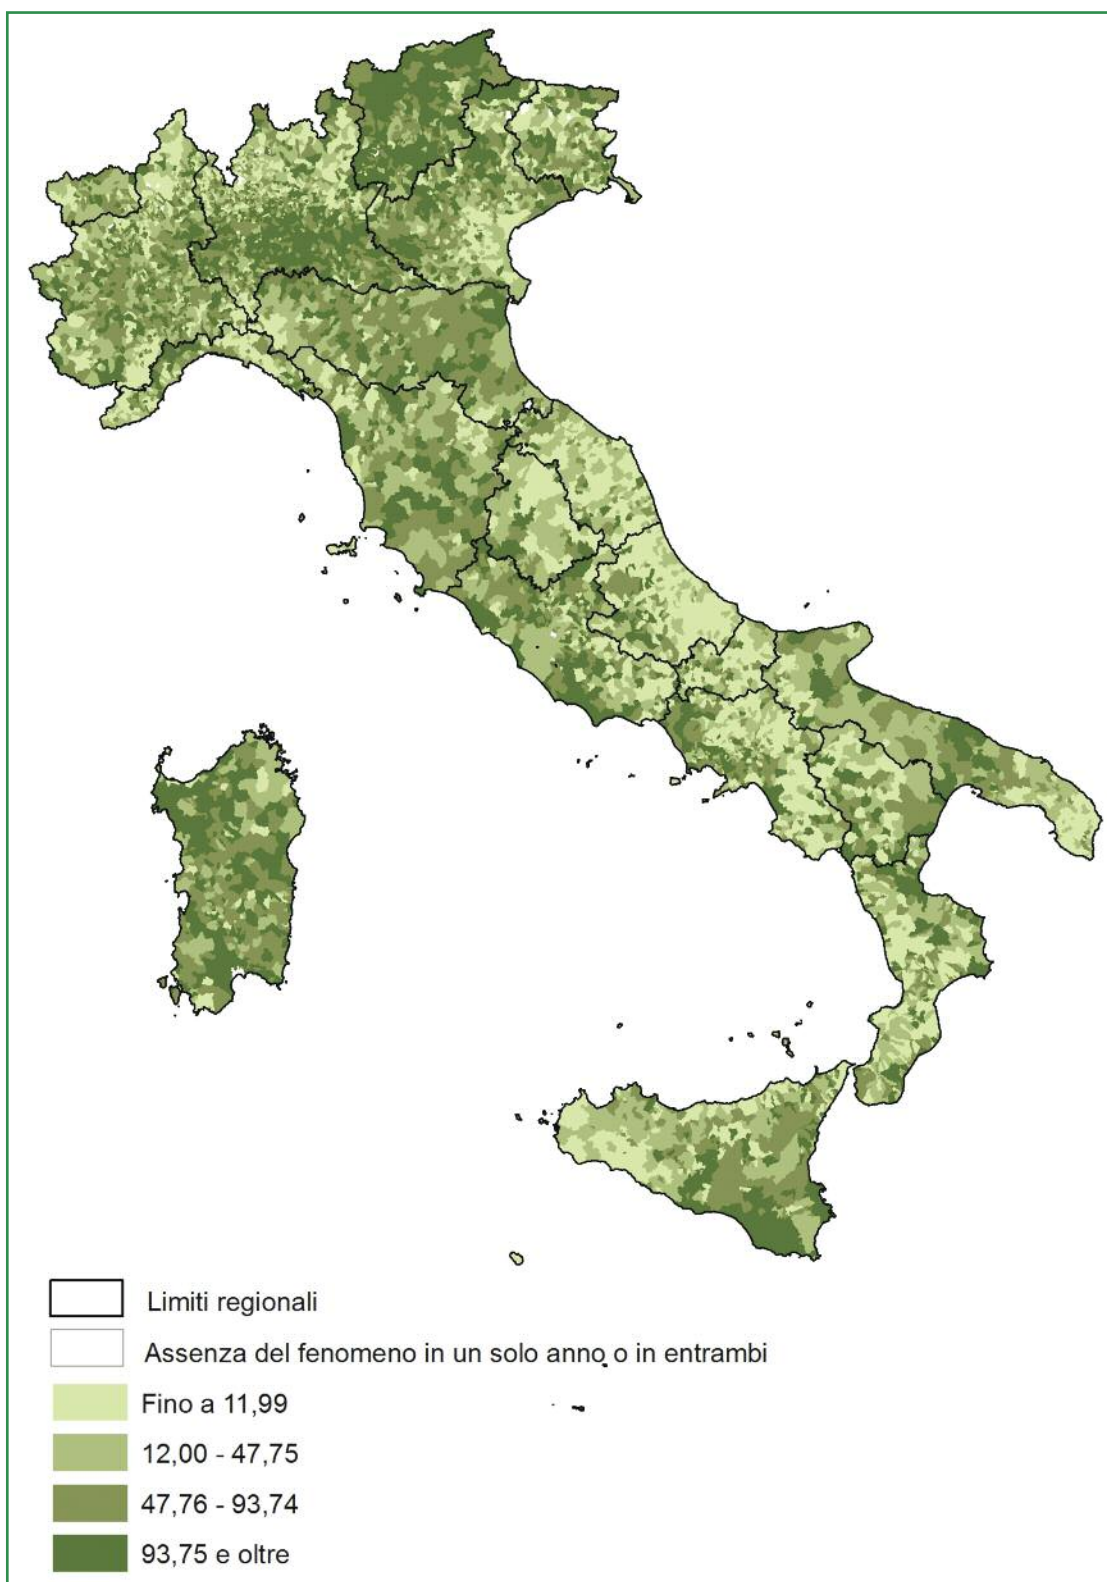 Limiti regionali
Assenza del fenomeno in un solo anno o in entrambi
Fino a 11,99
12,00 - 47,75
47,76 - 93,74
93,75 e oltre